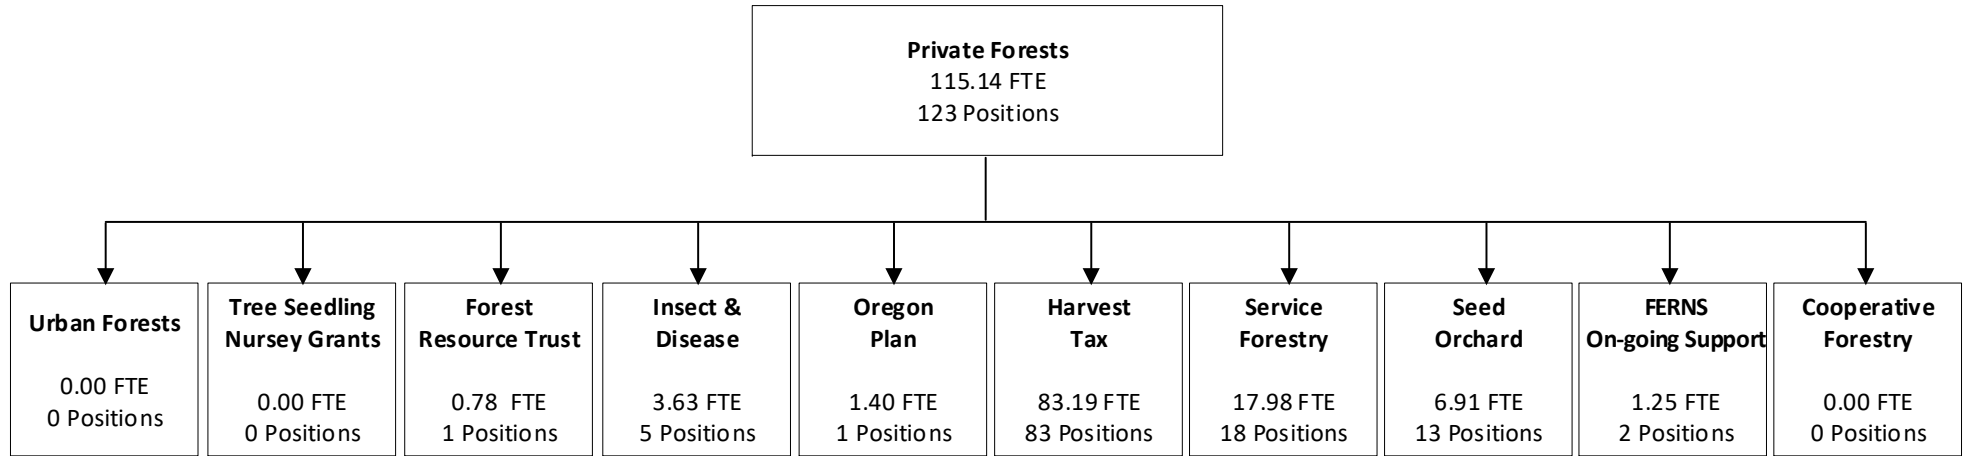 Private Forests
115.14 FTE
123 Positions
Urban Forests
0.00 FTE
0 Positions
Tree Seedling
Nursey Grants
0.00 FTE
0 Positions
Forest
Resource Trust
0.78 FTE
1 Positions
Insect &
Disease
3.63 FTE
5 Positions
Oregon
Plan
1.40 FTE
1 Positions
Harvest
Tax
83.19 FTE
83 Positions
Service
Forestry
17.98 FTE
18 Positions
Seed
Orchard
6.91 FTE
13 Positions
FERNS
On-going Support
1.25 FTE
2 Positions
Cooperative
Forestry
0.00 FTE
0 Positions